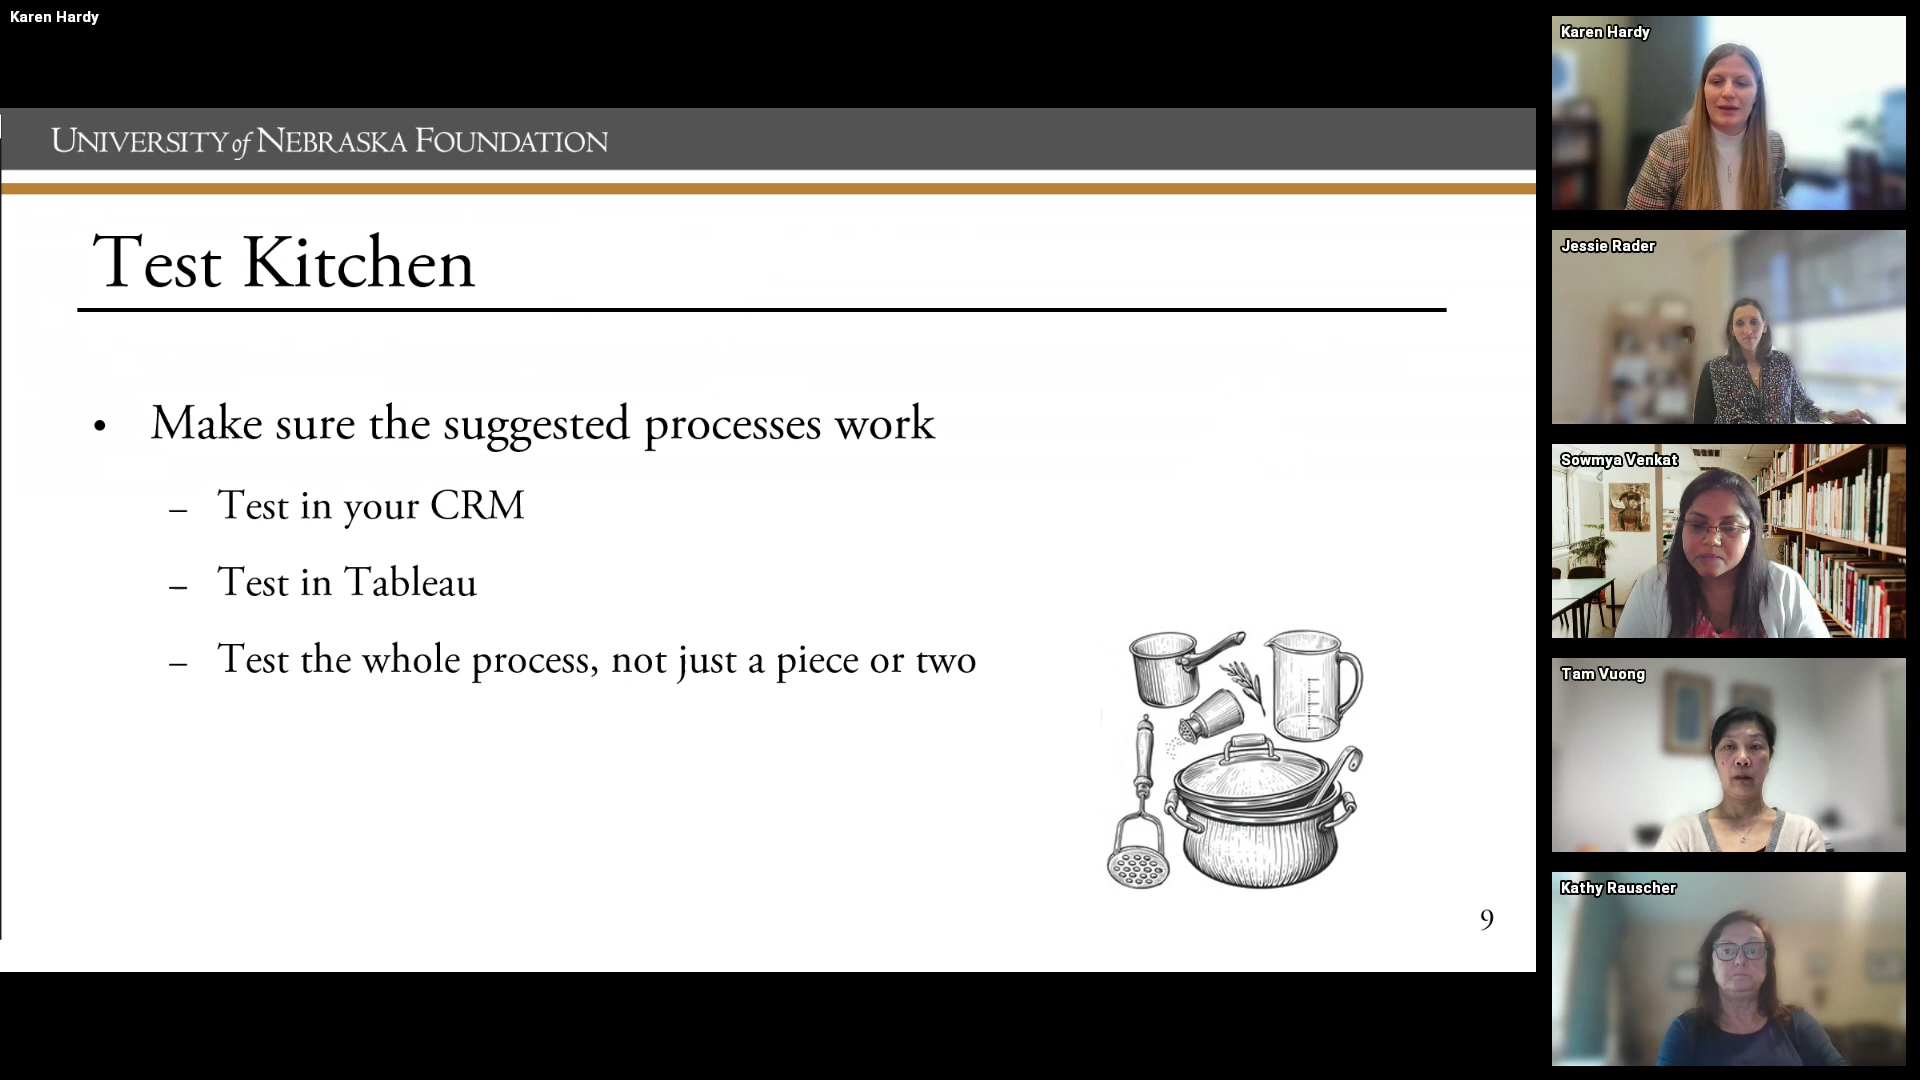 Karen Hardy
UNIVERSITY of NEBRASKA FOUNDATION
Test Kitchen
• Make sure the suggested processes work
– Test in your CRM
– Test in Tableau
– Test the whole process, not just a piece or two
9
Karen Hardy
Jessie Rader
Sowmya Venkat
Tam Vuong
Kathy Rauscher